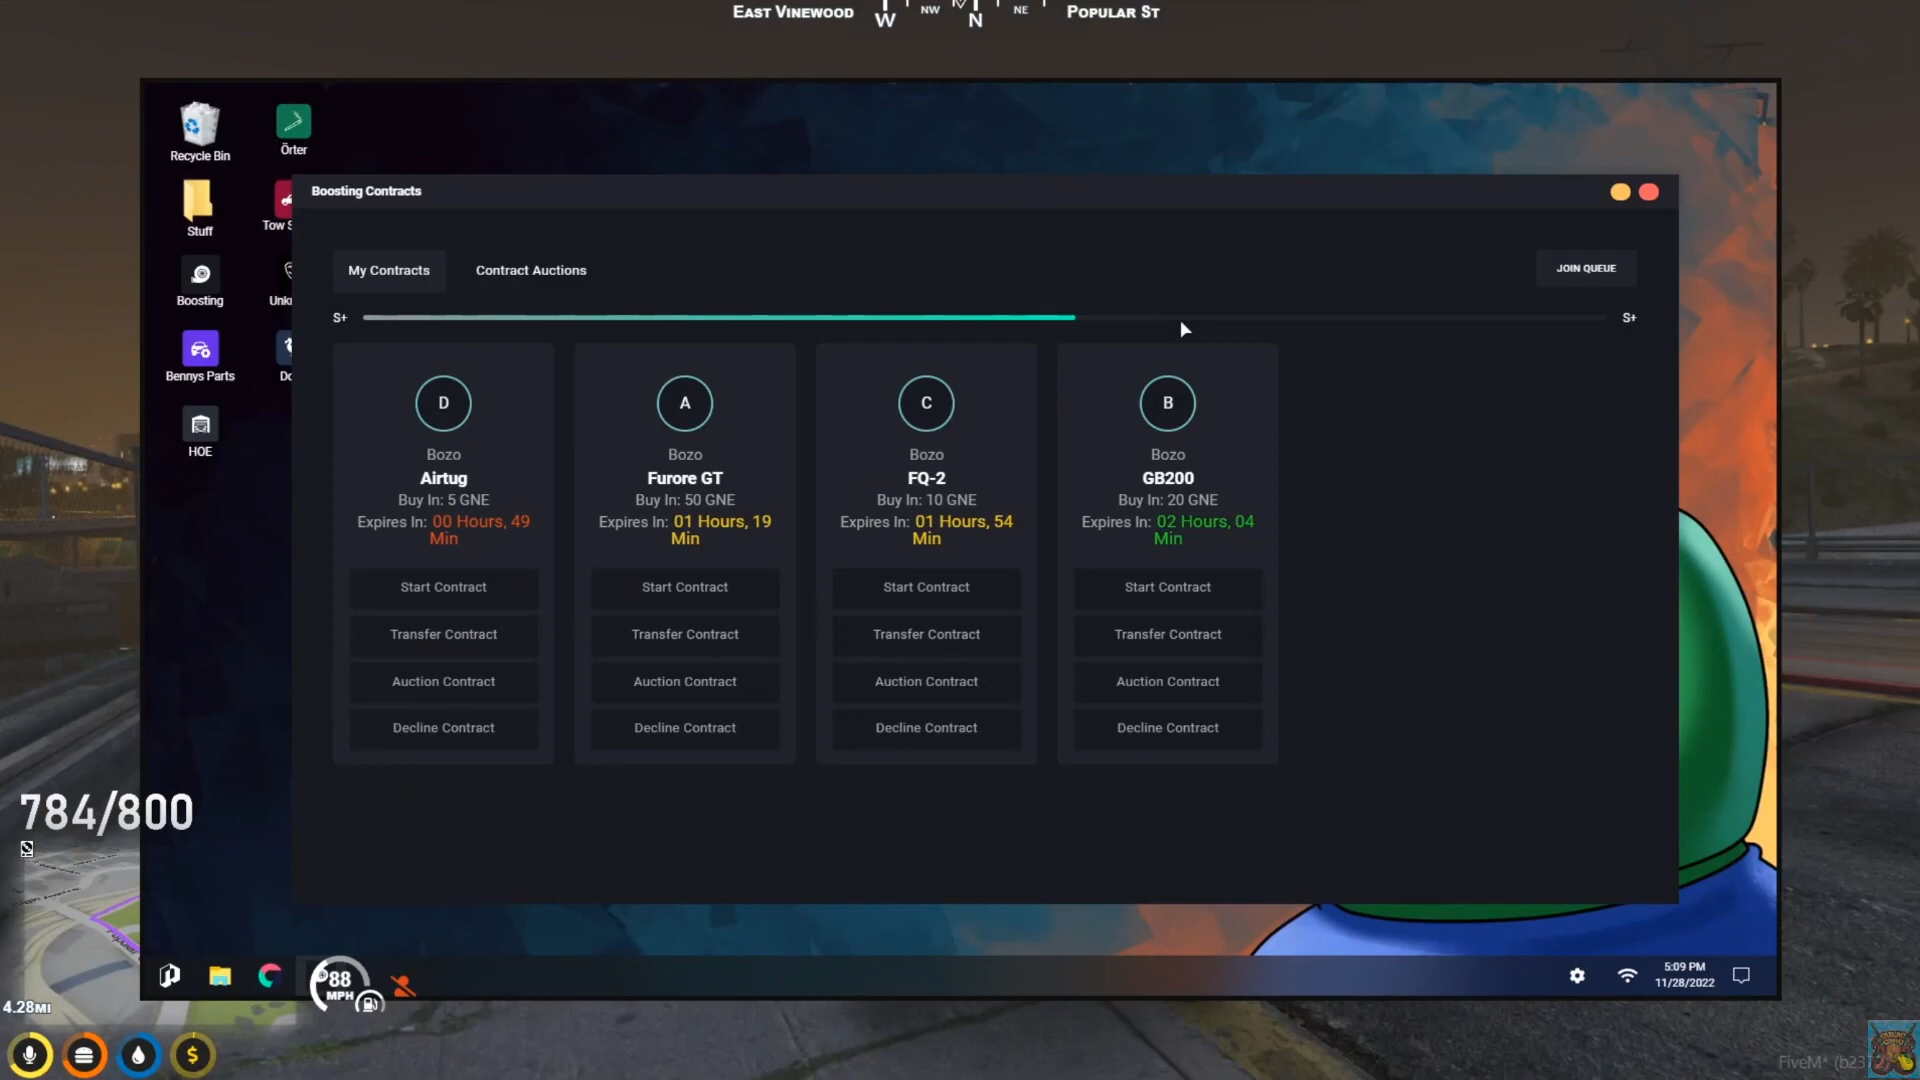 EAST VINEWOOD
W
NW
N
NE
POPULAR ST
Recycle Bin
Örter
Stuff
Tow S
Boosting
Bennys Parts
HOE
Boosting Contracts
My Contracts
Contract Auctions
JOIN QUEUE
S+
S+
D
Bozo
Airtug
Buy In: 5 GNE
Expires In: 00 Hours, 49
Min
Start Contract
Transfer Contract
Auction Contract
Decline Contract
A
Bozo
Furore GT
Buy In: 50 GNE
Expires In: 01 Hours, 19
Min
Start Contract
Transfer Contract
Auction Contract
Decline Contract
C
Bozo
FQ-2
Buy In: 10 GNE
Expires In: 01 Hours, 54
Min
Start Contract
Transfer Contract
Auction Contract
Decline Contract
B
Bozo
GB200
Buy In: 20 GNE
Expires In: 02 Hours, 04
Min
Start Contract
Transfer Contract
Auction Contract
Decline Contract
784/800
88
MPH
4.28MI
5:09 PM
11/28/2022
FiveM*